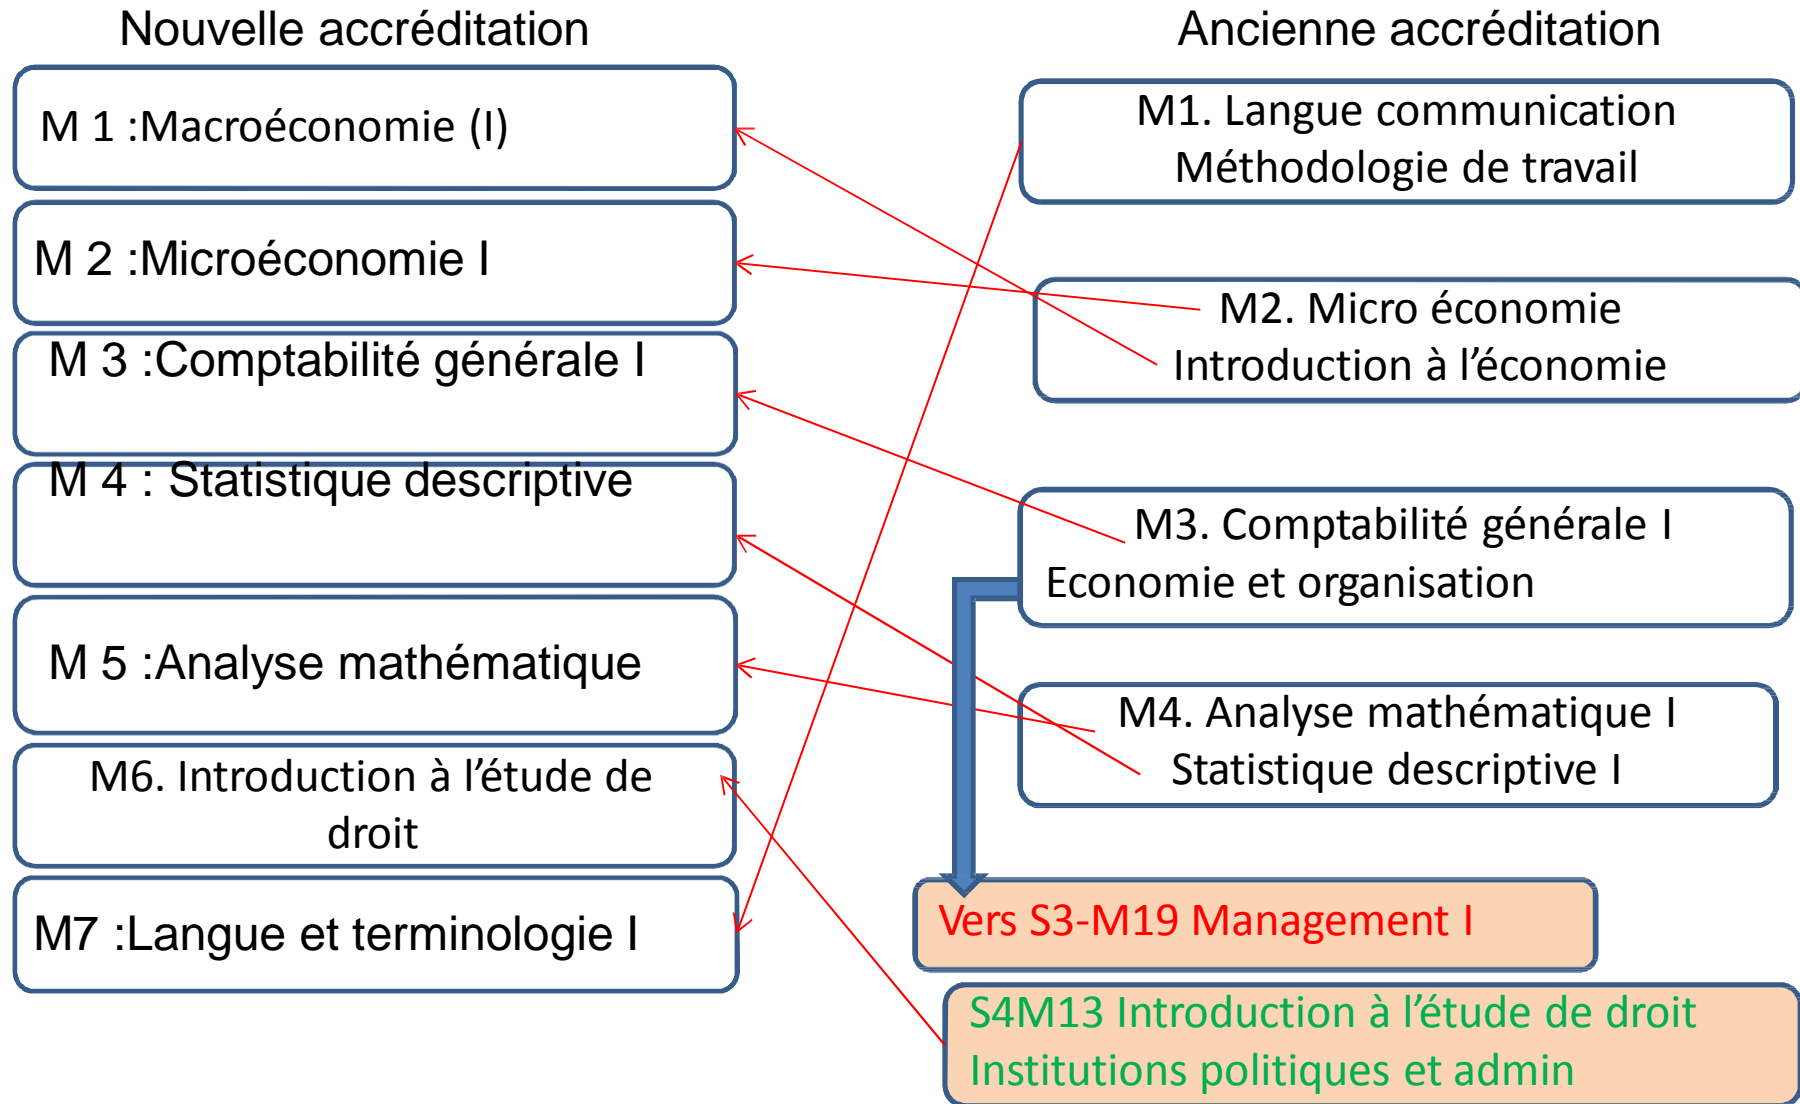 Nouvelle accréditation
M 1 :Macroéconomie (I)
M 2 :Microéconomie I
M 3 :Comptabilité générale I
M 4 : Statistique descriptive
M 5 :Analyse mathématique
M6. Introduction à l’étude de
droit
M7 :Langue et terminologie I
Ancienne accréditation
M1. Langue communication
Méthodologie de travail
M2. Micro économie
Introduction à l’économie
M3. Comptabilité générale I
Economie et organisation
M4. Analyse mathématique I
Statistique descriptive I
Vers S3-M19 Management I
S4M13 Introduction à l’étude de droit
Institutions politiques et admin